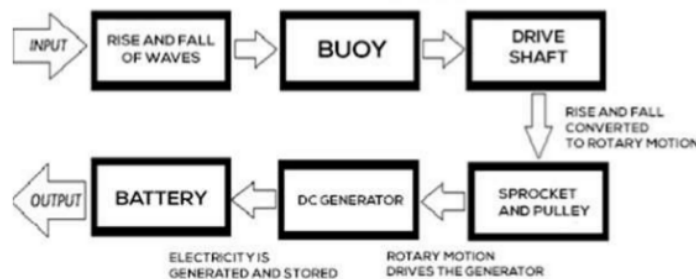 INPUT
RISE AND FALL
OF WAVES
BUOY
DRIVE
SHAFT
RISE AND FALL
CONVERTED
TO ROTARY MOTION
SPROCKET
AND PULLEY
ROTARY MOTION
DRIVES THE GENERATOR
DC GENERATOR
ELECTRICITY IS
GENERATED AND STORED
BATTERY
OUTPUT